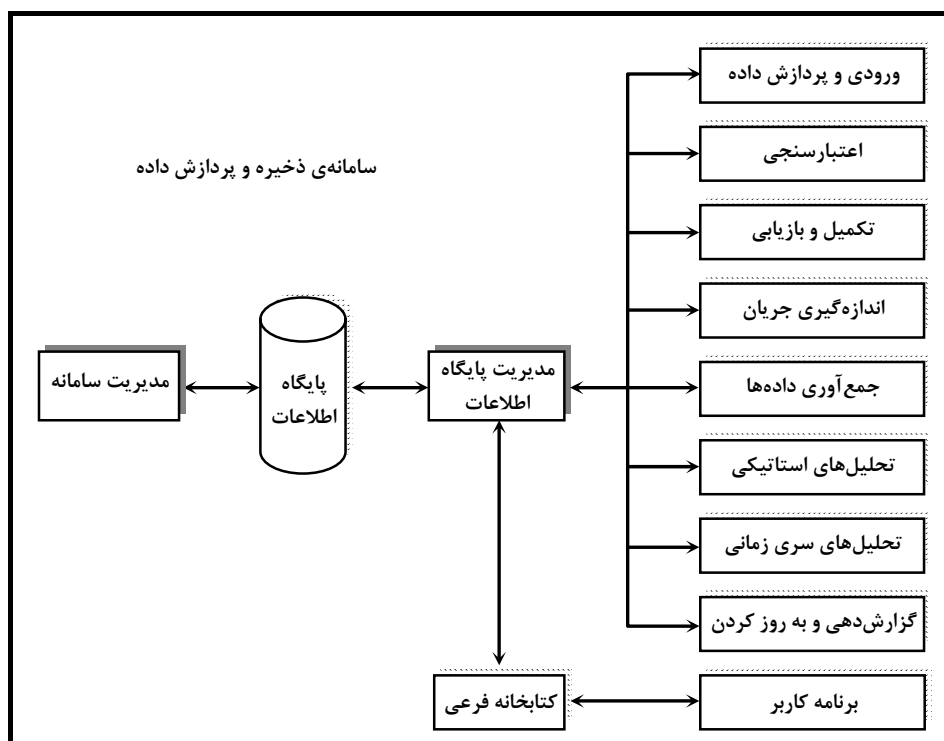 ورودی و پردازش داده
اعتبارسنجی
سامانه‌ی ذخیره و پردازش داده
تکمیل و بازیابی
اندازه‌گیری جریان
مدیریت سامانه
پایگاه
اطلاعات
مدیریت پایگاه
اطلاعات
جمع‌آوری داده‌ها
تحلیل‌های استاتیکی
تحلیل‌های سری زمانی
گزارش‌دهی و به روز کردن
کتابخانه فرعی
برنامه کاربر